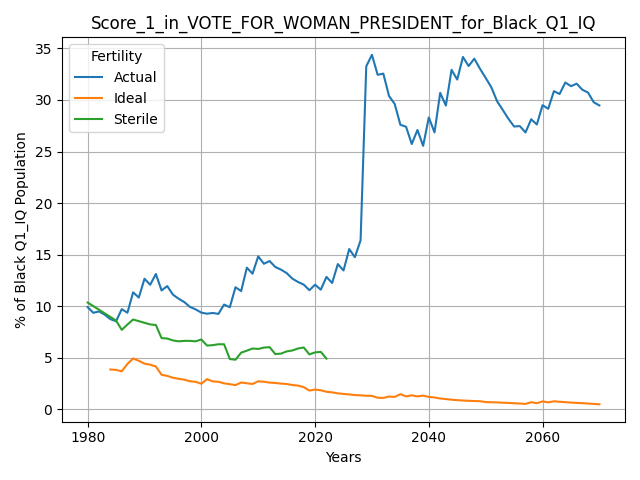 Score_1_in_VOTE_FOR_WOMAN_PRESIDENT_for_Black_Q1_IQ
% of Black Q1_IQ Population
35
30
25
20
15
10
5
0
Fertility
Actual
Ideal
Sterile
1980 2000 2020 2040 2060
Years